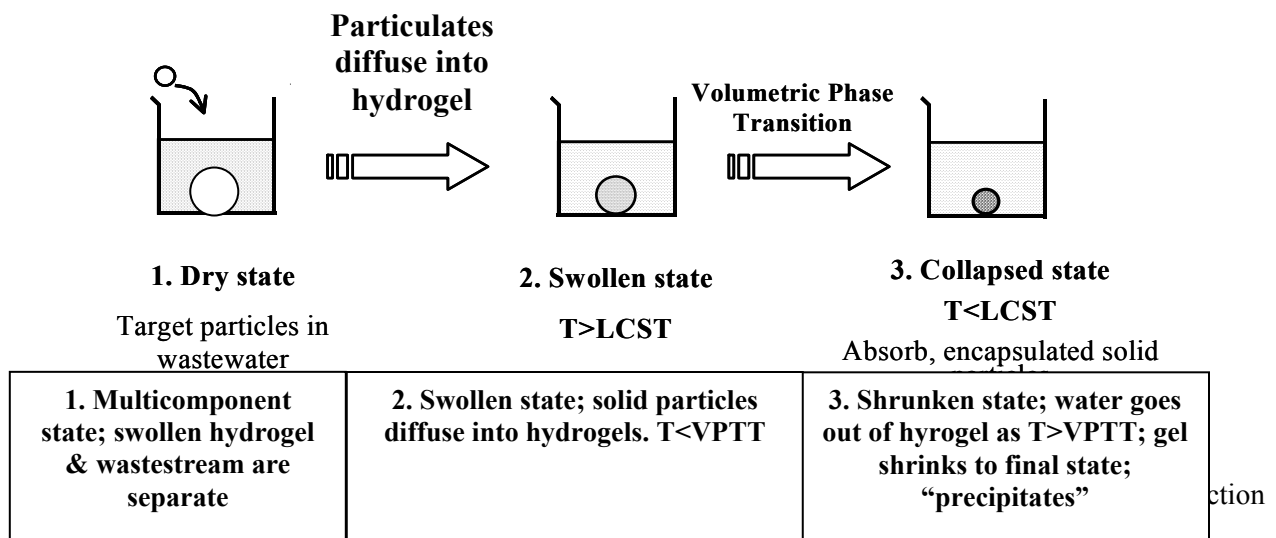 Particulates
diffuse into
hydrogel
Volumetric Phase
Transition
1. Dry state
Target particles in
wastewater
2. Swollen state
T>LCST
3. Collapsed state
T<LCST
Absorb, encapsulated solid
1. Multicomponent
state; swollen hydrogel
& wastestream are
separate
2. Swollen state; solid particles
diffuse into hydrogels. T<VPTT
3. Shrunken state; water goes
out of hyrogel as T>VPTT; gel
shrinks to final state;
“precipitates”
ction